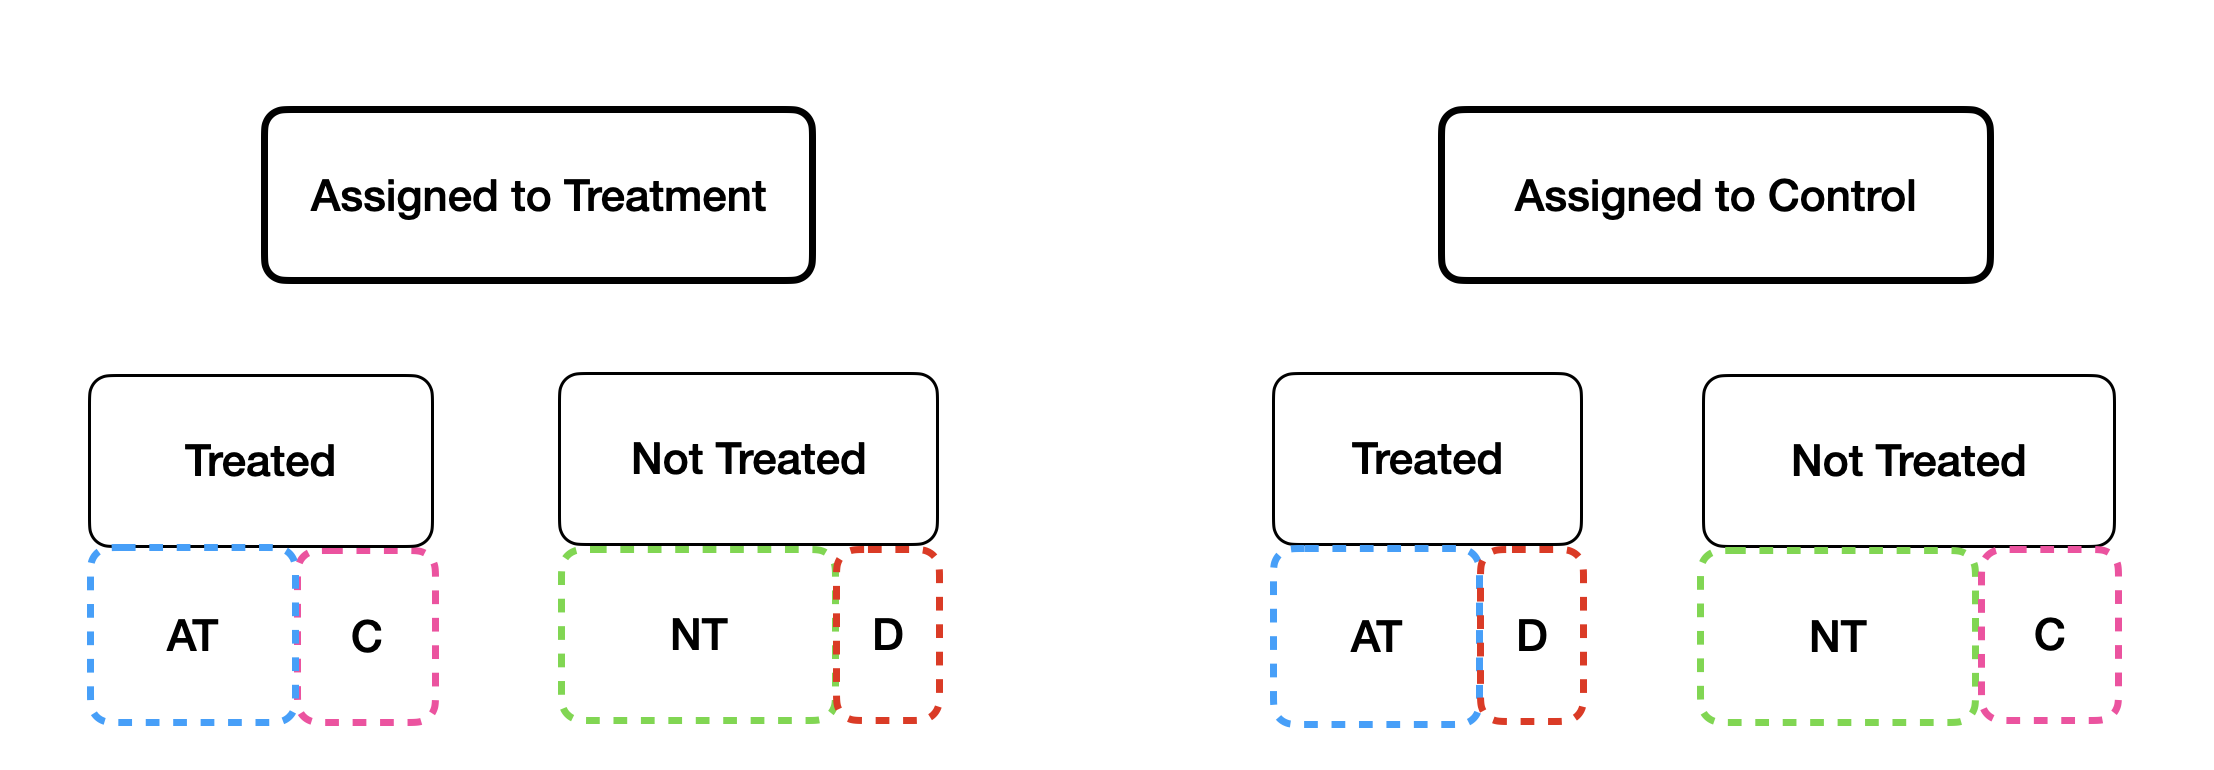 Assigned to Treatment
Assigned to Control
Treated
Not Treated
Treated
Not Treated
AT
C
NT
D
AT
D
NT
C